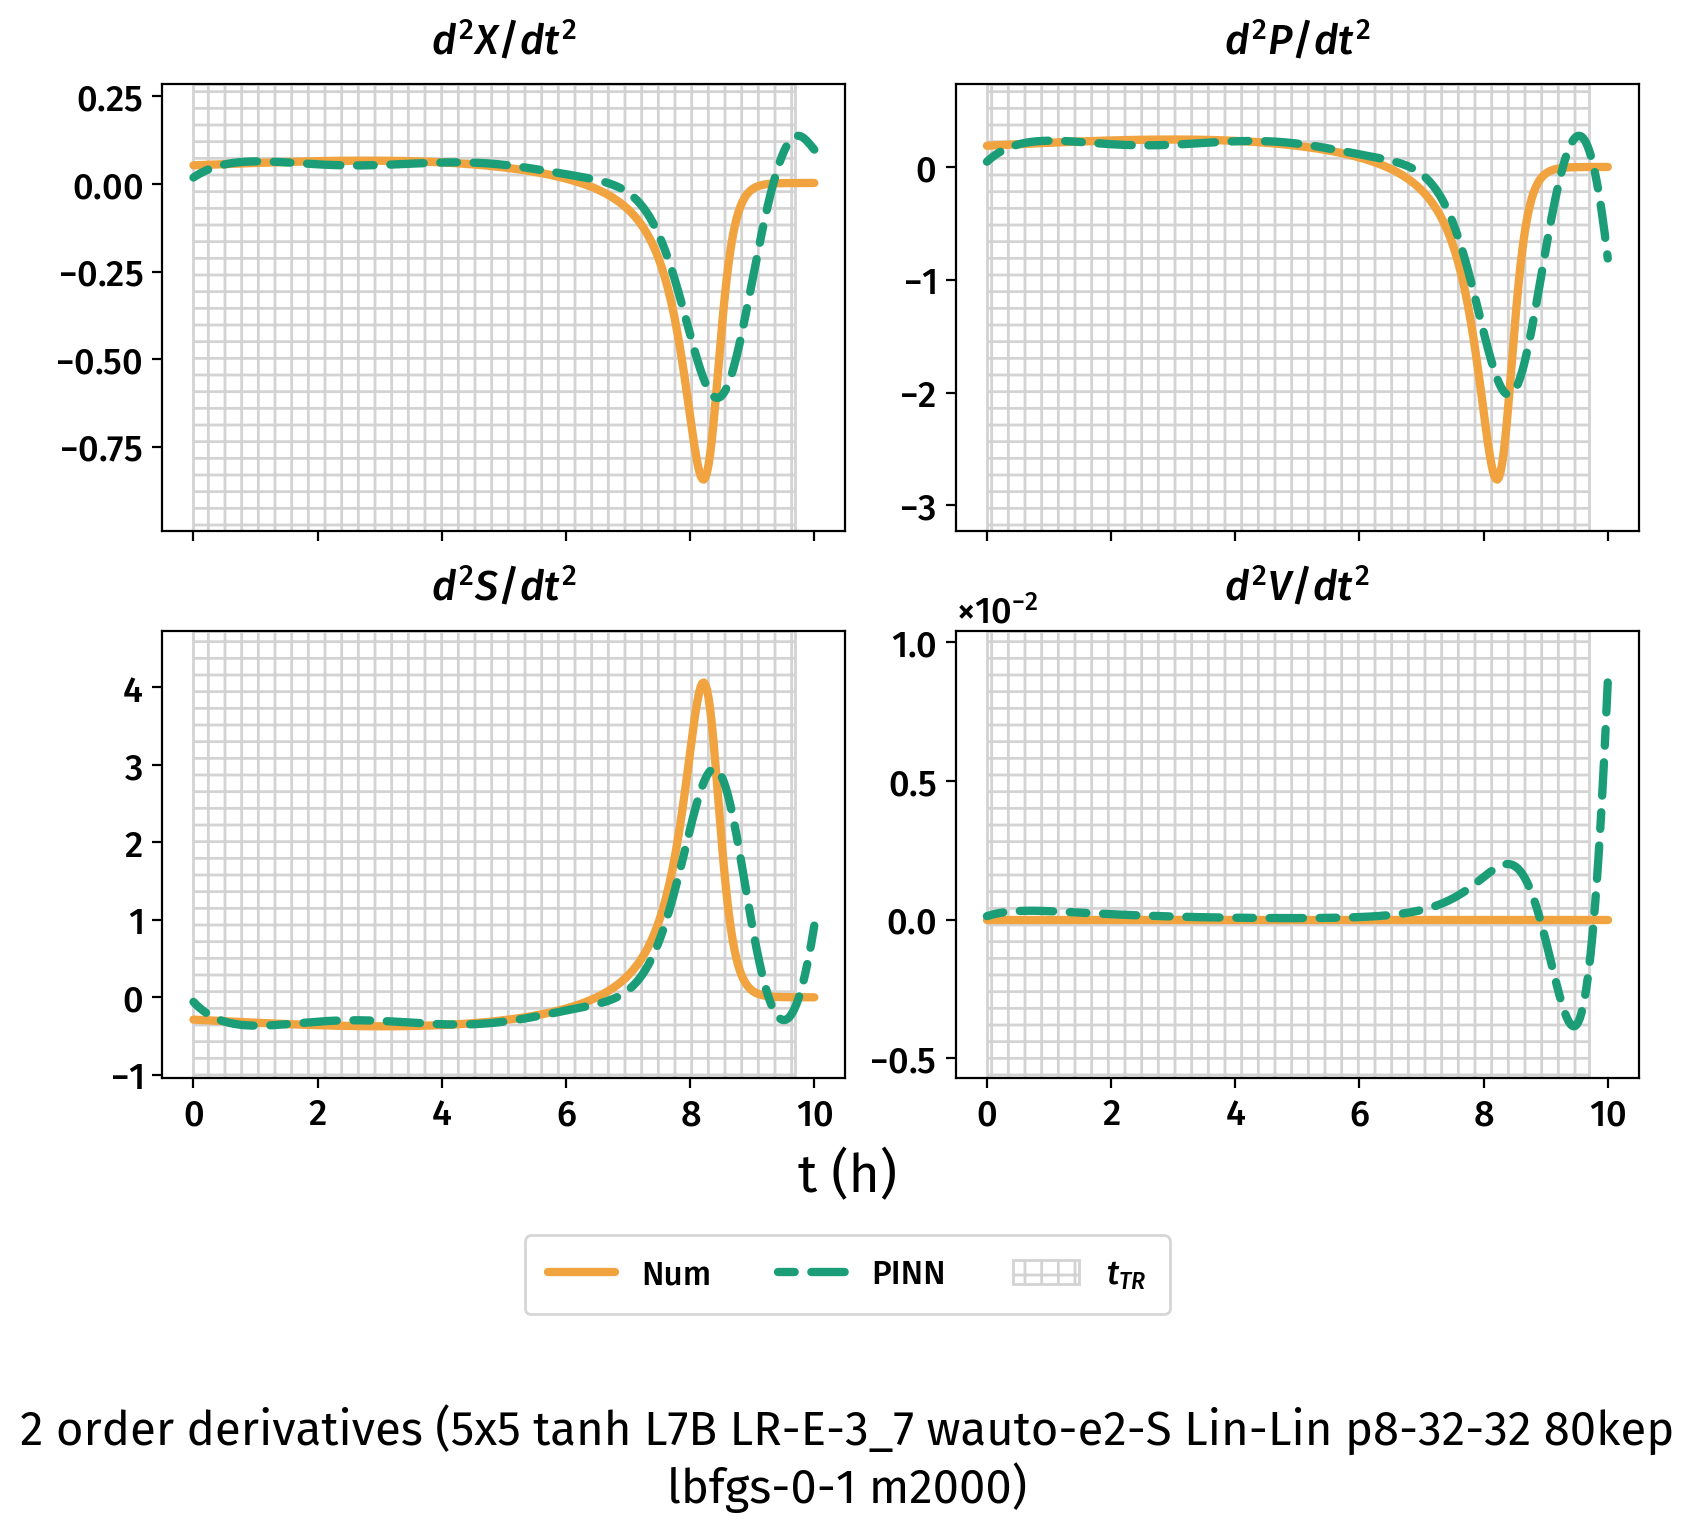 d²X/dt²
d²P/dt²
0.25
0.00
−0.25
−0.50
−0.75
0
−1
−2
−3
d²S/dt²
d²V/dt²
×10⁻²
4
3
2
1
0
−1
1.0
0.5
0.0
−0.5
0 2 4 6 8 10
0 2 4 6 8 10
t (h)
Num PINN t_TR
2 order derivatives (5x5 tanh L7B LR-E-3_7 wauto-e2-S Lin-Lin p8-32-32 80kep
lbfgs-0-1 m2000)